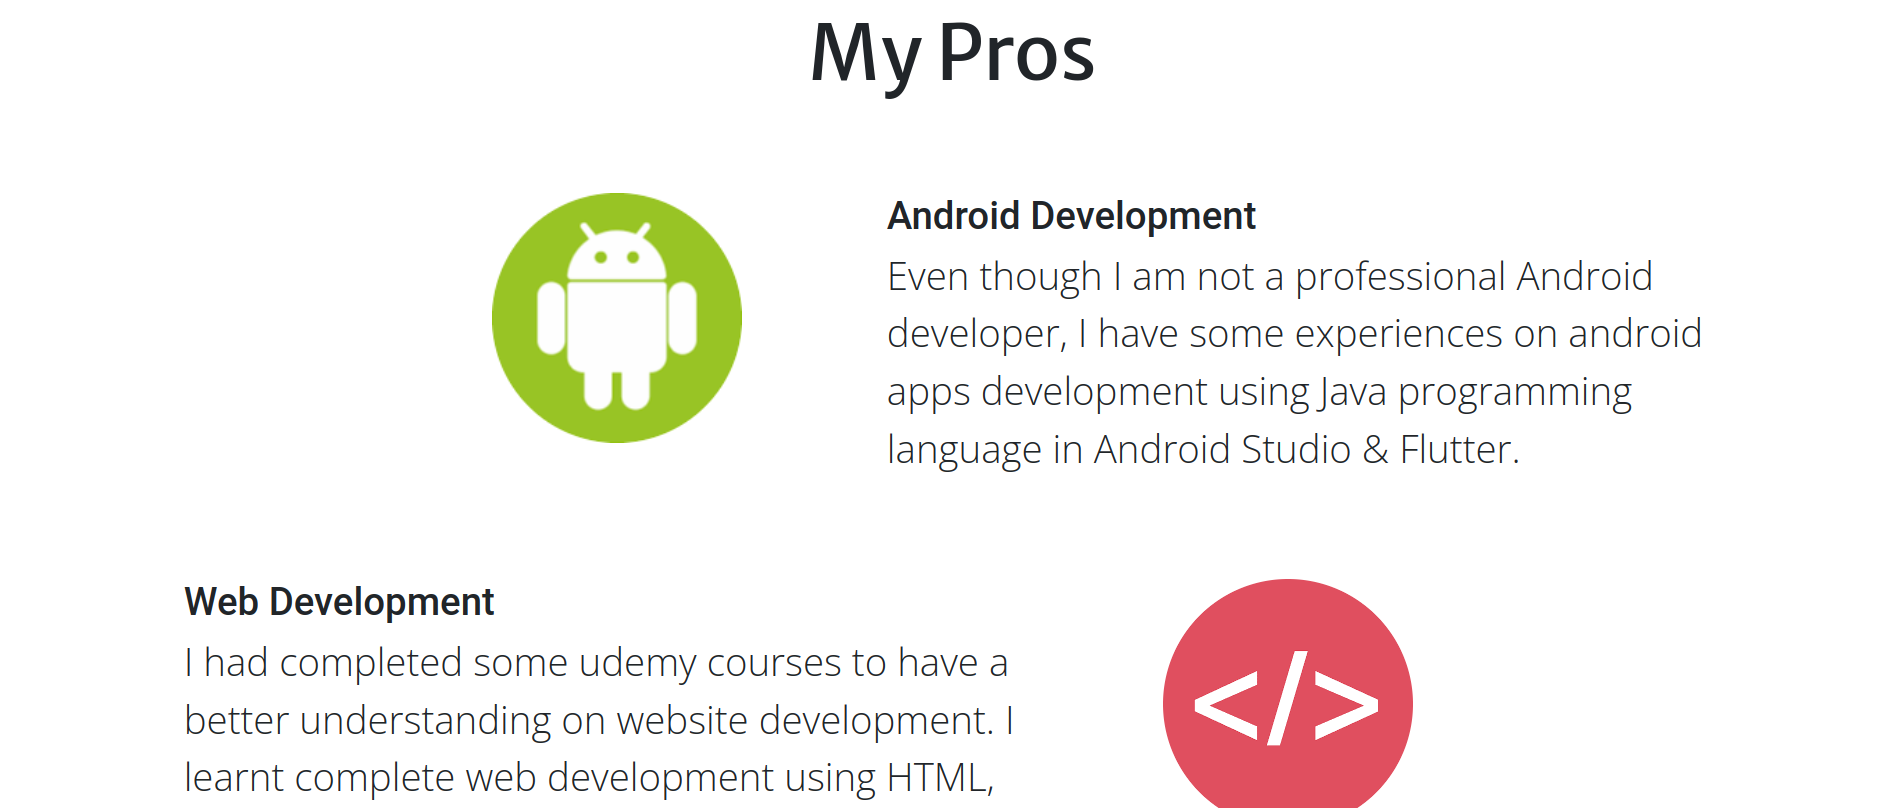 My Pros
Android Development
Even though I am not a professional Android
developer, I have some experiences on android
apps development using Java programming
language in Android Studio & Flutter.
Web Development
I had completed some udemy courses to have a
better understanding on website development. I
learnt complete web development using HTML,
</>